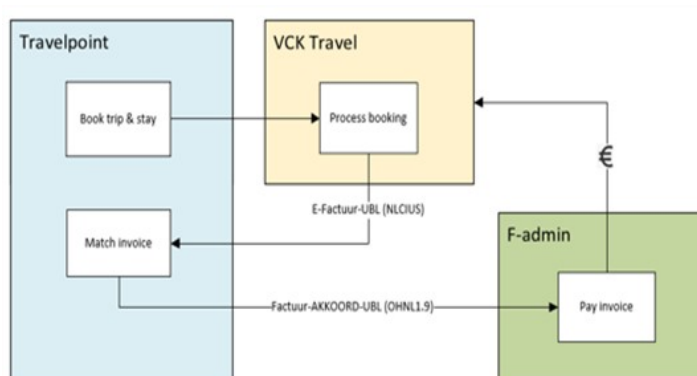 Travelpoint
VCK Travel
Book trip & stay
Process booking
€
E-Factuur-UBL (NLCIUS)
F-admin
Match invoice
Factuur-AKKOORD-UBL (OHNL1.9)
Pay invoice